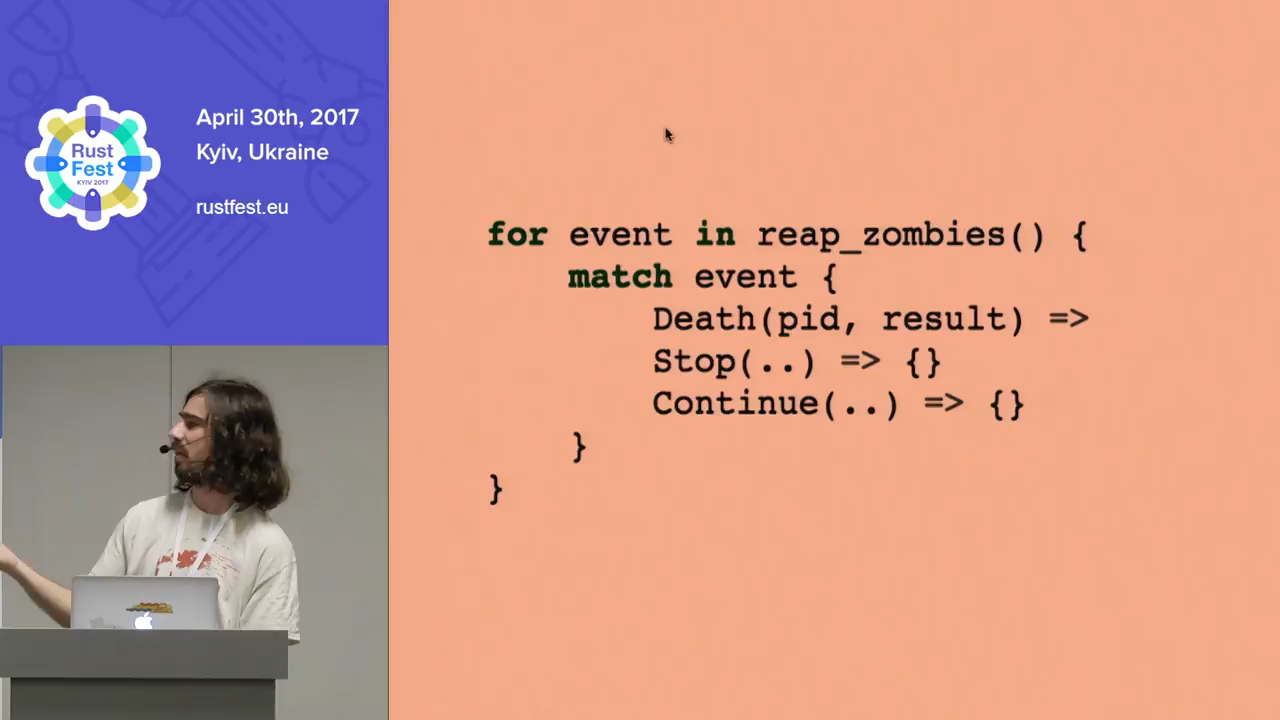 Rust
Fest
KYIV 2017
April 30th, 2017
Kyiv, Ukraine
rustfest.eu
for event in reap_zombies() {
    match event {
        Death(pid, result) =>
        Stop(..) => {}
        Continue(..) => {}
    }
}